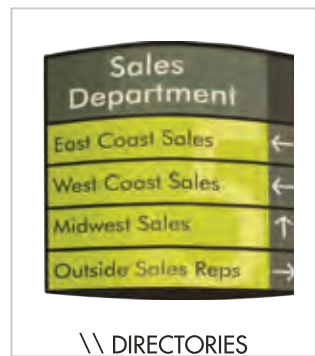 Sales
Department
East Coast Sales ←
West Coast Sales ←
Midwest Sales ↑
Outside Sales Reps →
\\ DIRECTORIES